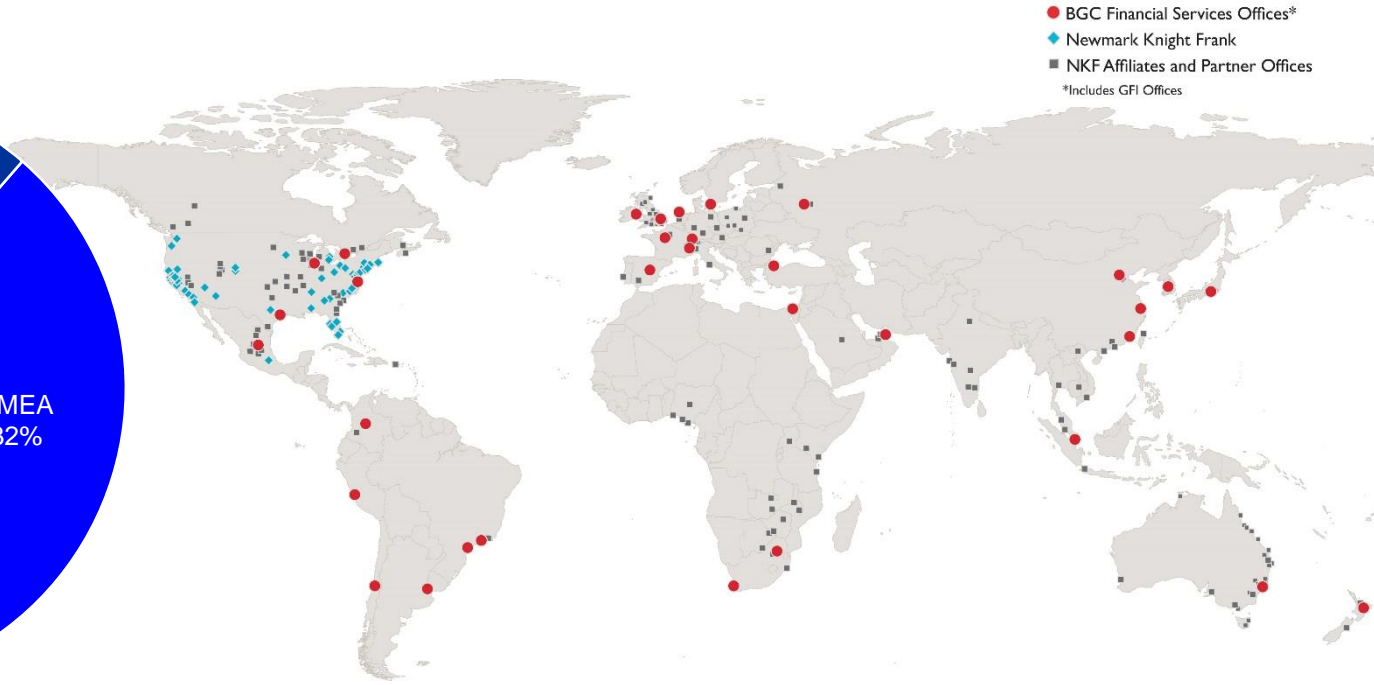 BGC Financial Services Offices*
Newmark Knight Frank
NKF Affiliates and Partner Offices
*Includes GFI Offices
MEA
32%